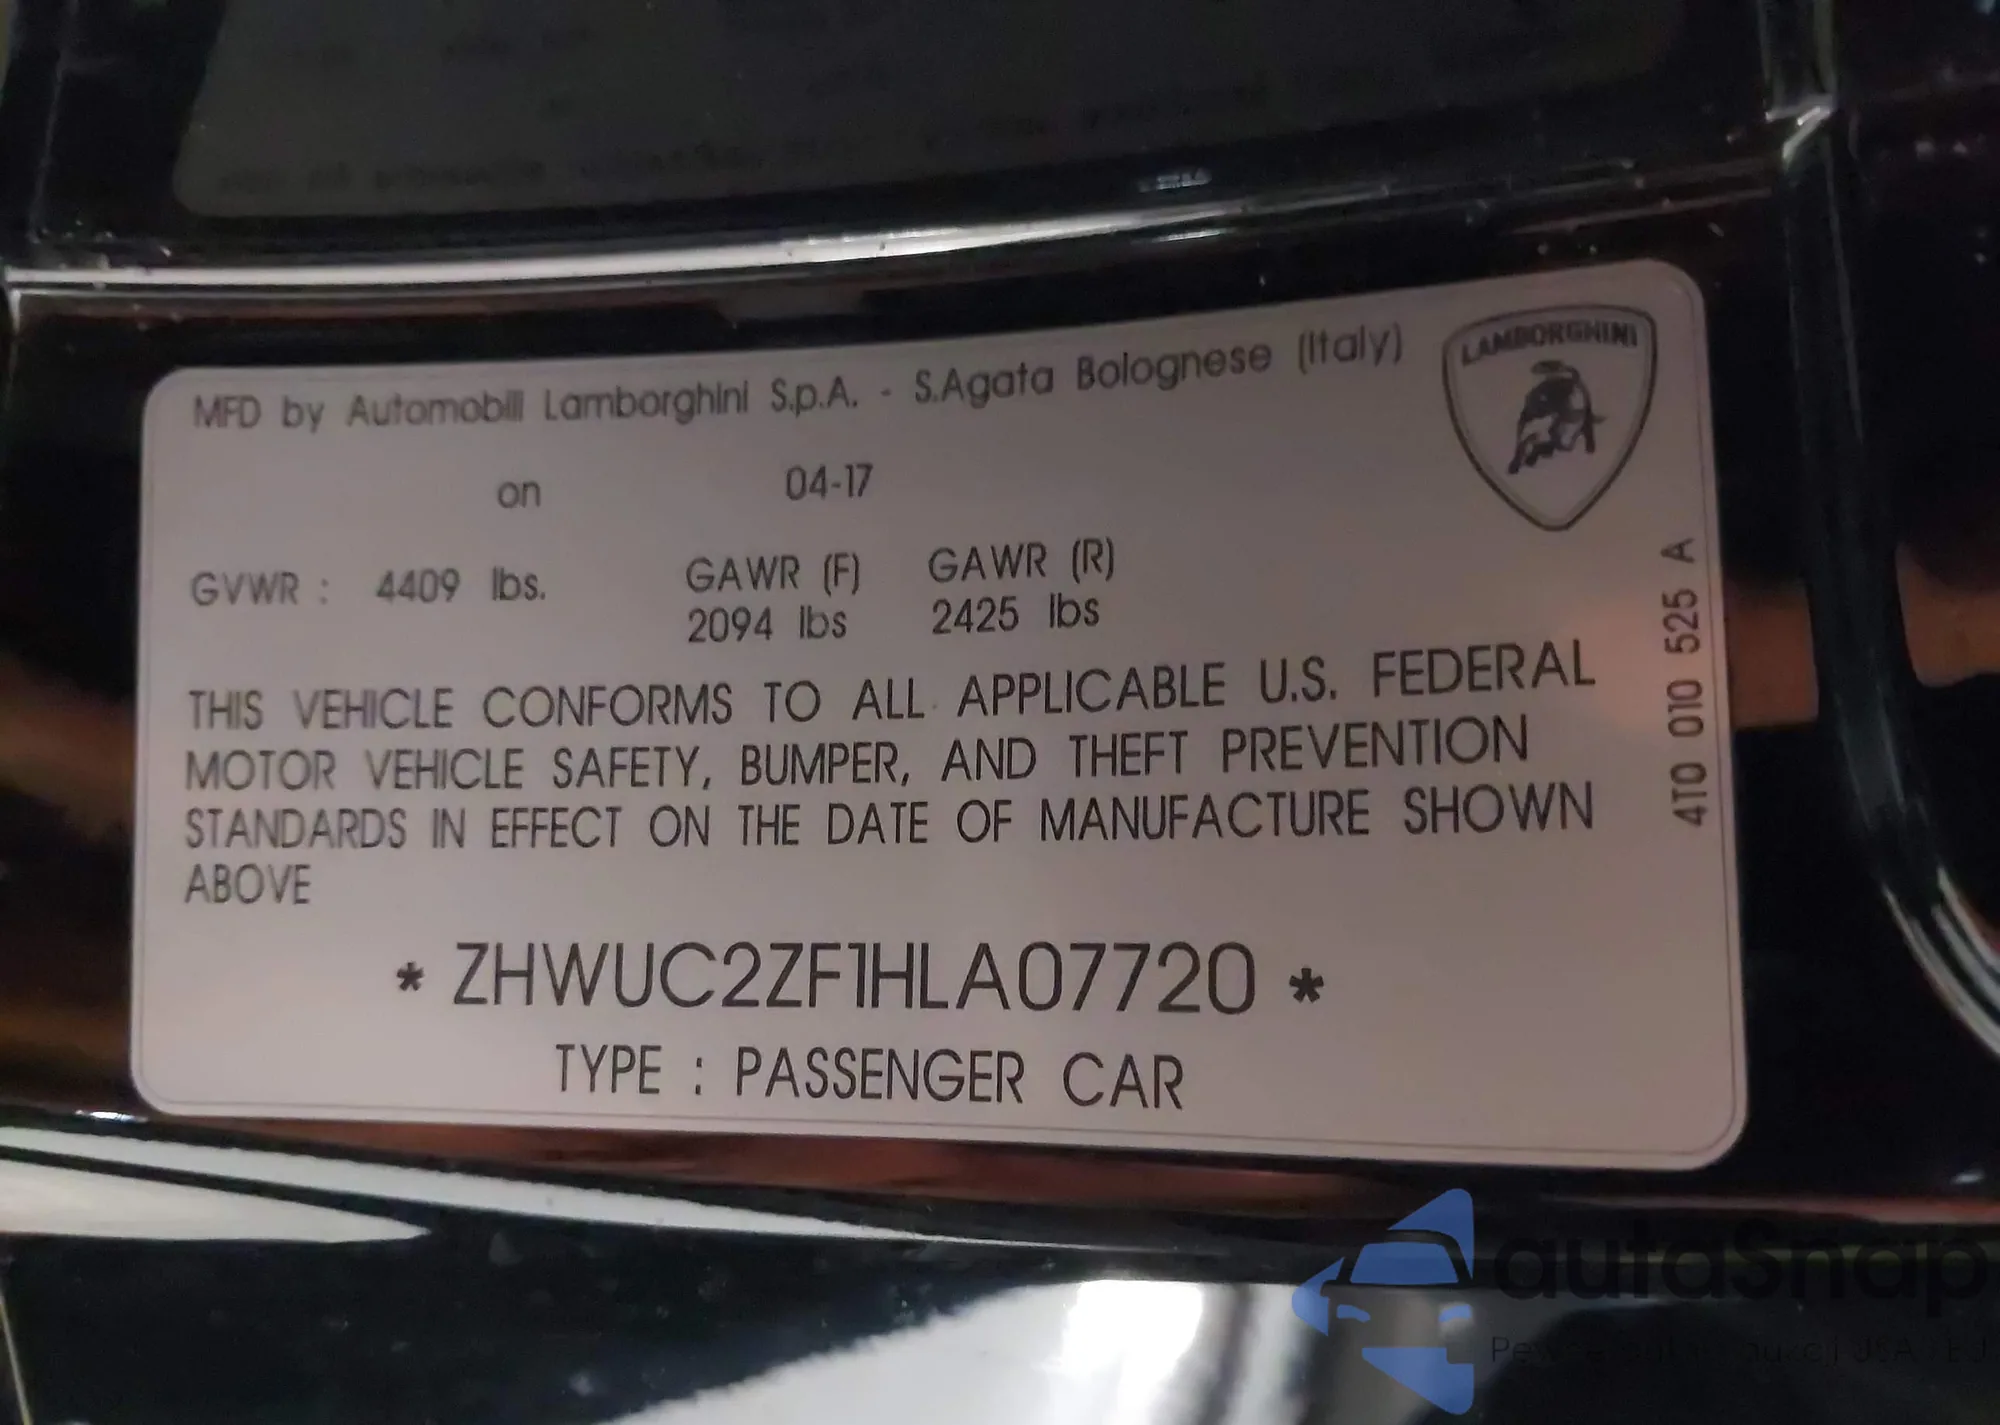 MFD by Automobili Lamborghini S.p.A. - S.Agata Bolognese (Italy)
LAMBORGHINI
on 04-17
GVWR : 4409 lbs. GAWR (F) GAWR (R)
2094 lbs 2425 lbs
THIS VEHICLE CONFORMS TO ALL APPLICABLE U.S. FEDERAL
MOTOR VEHICLE SAFETY, BUMPER, AND THEFT PREVENTION
STANDARDS IN EFFECT ON THE DATE OF MANUFACTURE SHOWN
ABOVE
* ZHWUC2ZF1HLA07720 *
TYPE : PASSENGER CAR
4T0 010 525 A
autaSnap